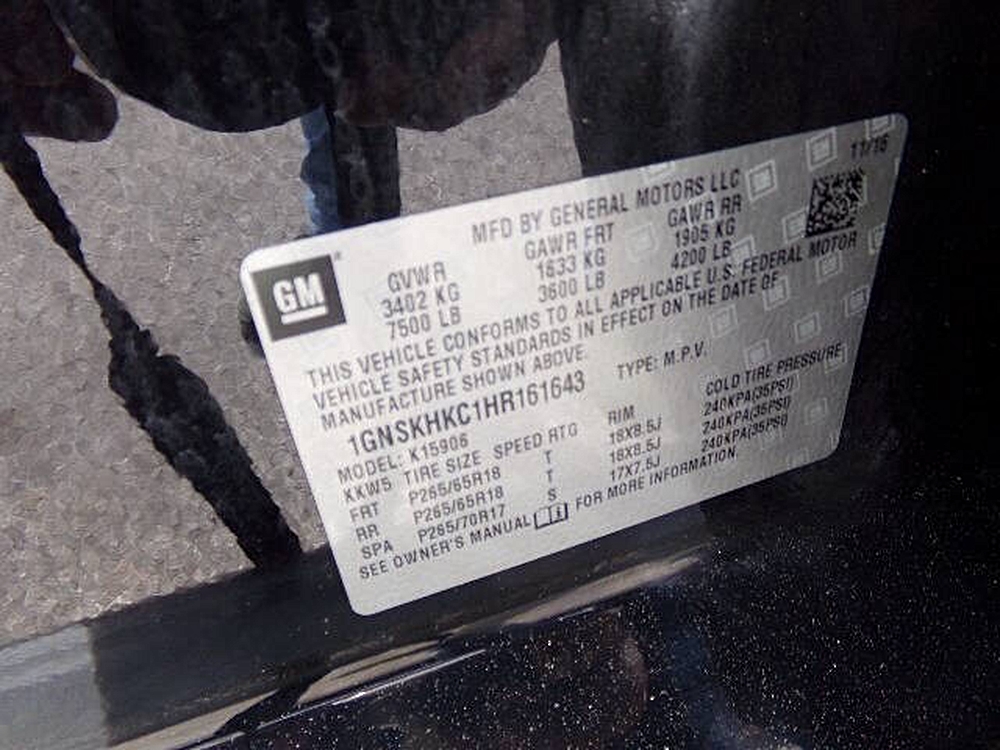 11/16
MFD BY GENERAL MOTORS LLC
GM
GVWR GAWR FRT GAWR RR
3402 KG 1633 KG 1905 KG
7500 LB 3600 LB 4200 LB
THIS VEHICLE CONFORMS TO ALL APPLICABLE U.S. FEDERAL MOTOR
VEHICLE SAFETY STANDARDS IN EFFECT ON THE DATE OF
MANUFACTURE SHOWN ABOVE.
1GNSKHKC1HR161643 TYPE: M.P.V.
MODEL: K15906
KKW5 TIRE SIZE SPEED RTG RIM COLD TIRE PRESSURE
FRT P265/65R18 T 18X8.5J 240KPA(35PSI)
RR P265/65R18 T 18X8.5J 240KPA(35PSI)
SPA P265/70R17 S 17X7.5J 240KPA(35PSI)
SEE OWNER'S MANUAL FOR MORE INFORMATION.